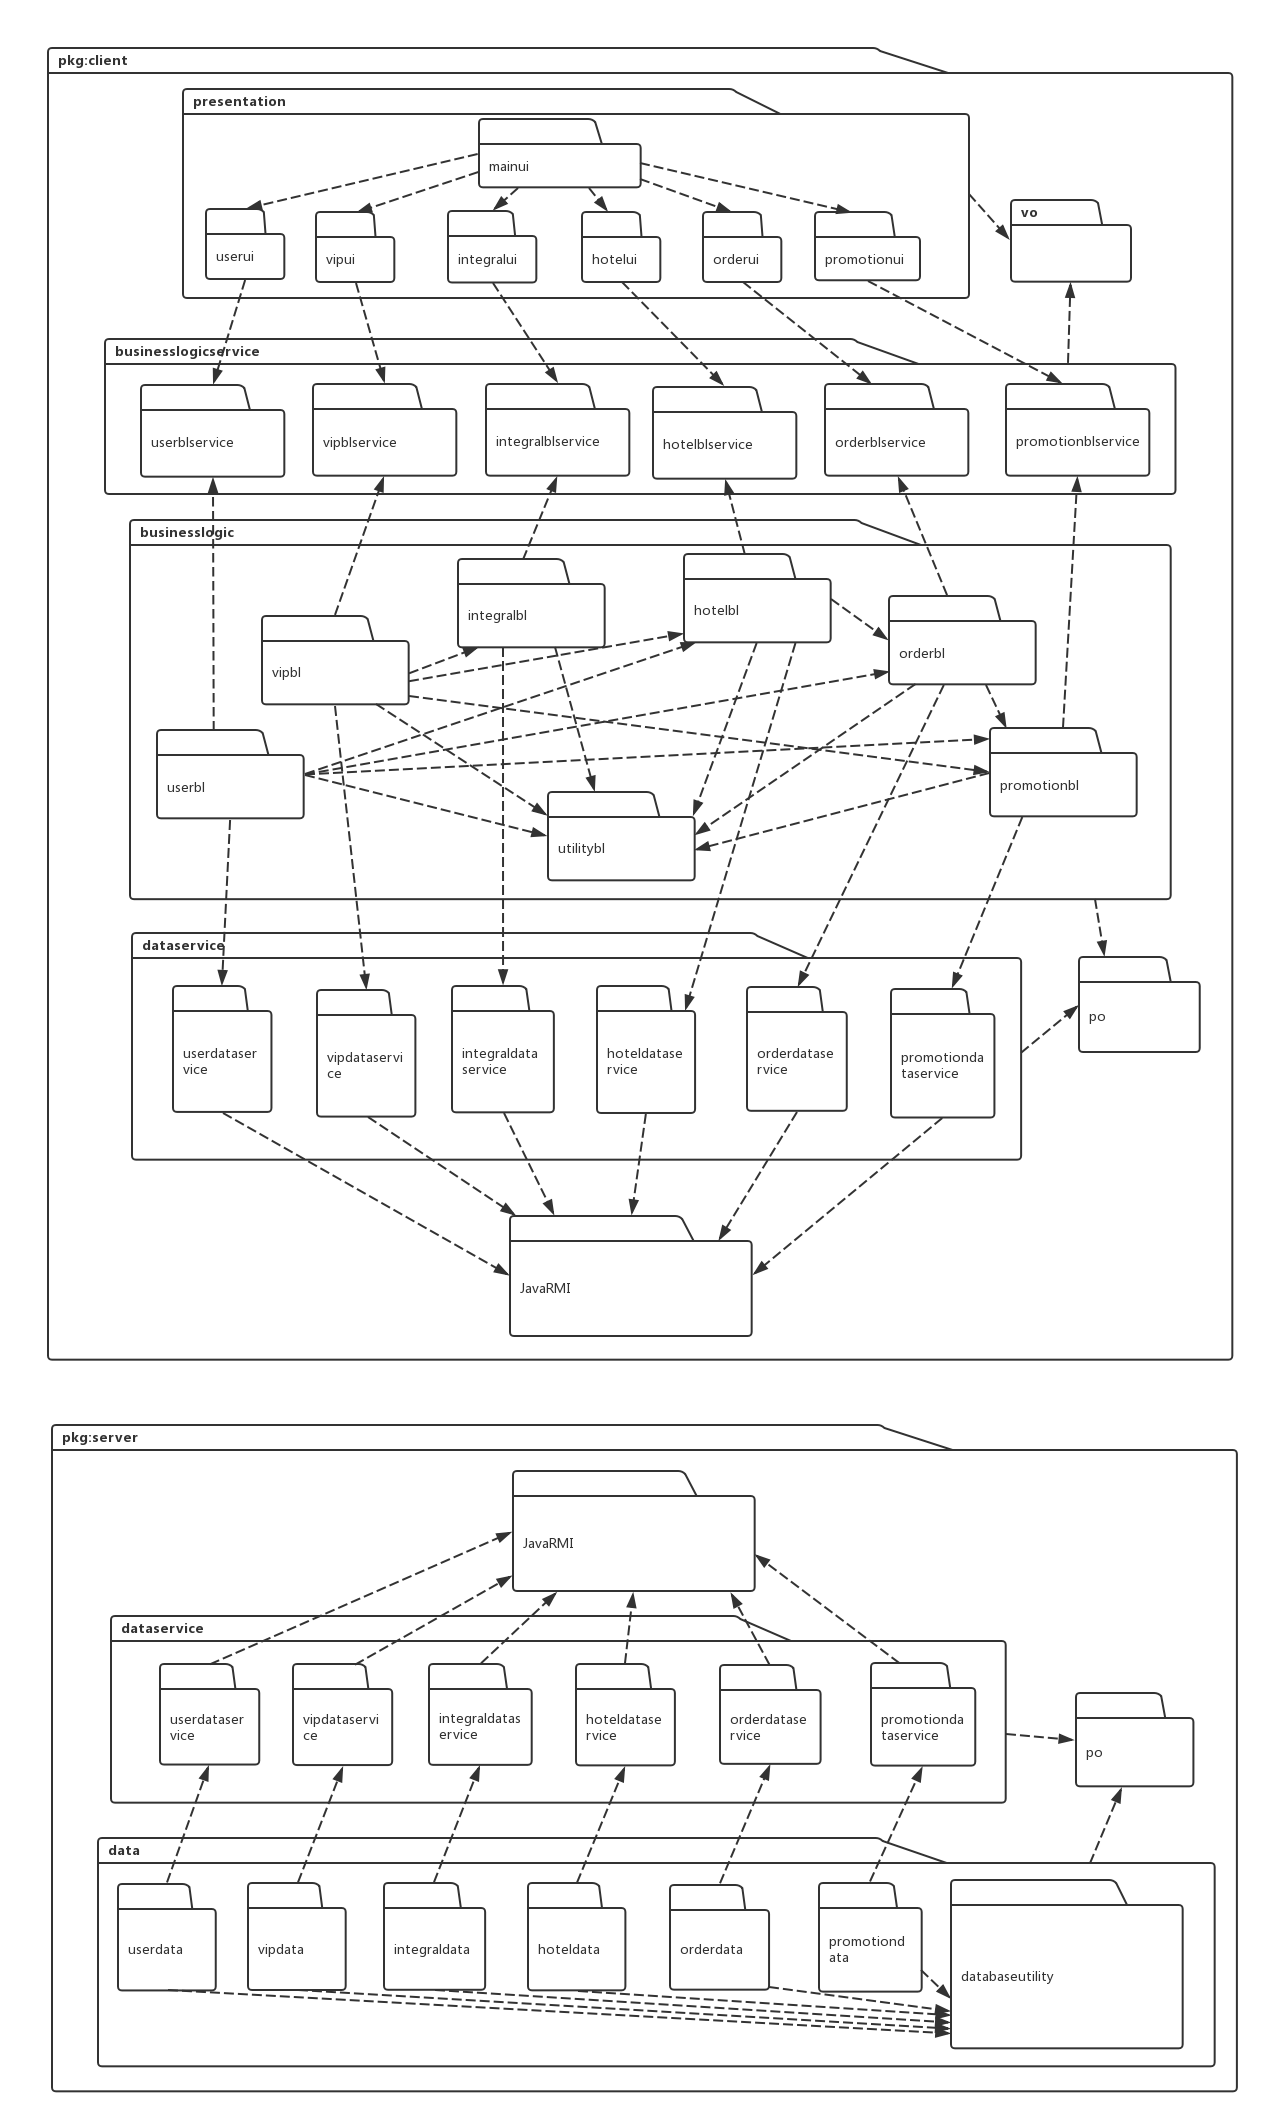 pkg:client
presentation
mainui
vo
userui
vipui
integralui
hotelui
orderui
promotionui
businesslogicservice
userblservice
vipblservice
integralblservice
hotelblservice
orderblservice
promotionblservice
businesslogic
integralbl
hotelbl
orderbl
vipbl
userbl
promotionbl
utilitybl
dataservice
userdataser
vice
vipdataservi
ce
integraldata
service
hoteldatase
rvice
orderdatase
rvice
promotionda
taservice
po
JavaRMI
pkg:server
JavaRMI
dataservice
userdataser
vice
vipdataservi
ce
integraldatas
ervice
hoteldatase
rvice
orderdatase
rvice
promotionda
taservice
po
data
userdata
vipdata
integraldata
hoteldata
orderdata
promotiond
ata
databaseutility